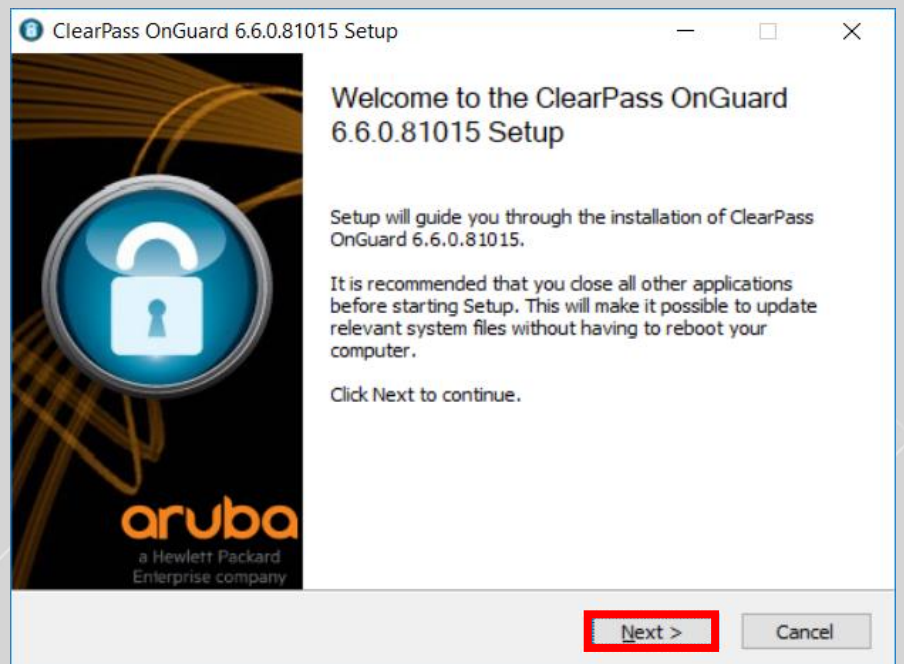 ClearPass OnGuard 6.6.0.81015 Setup
Welcome to the ClearPass OnGuard
6.6.0.81015 Setup
Setup will guide you through the installation of ClearPass
OnGuard 6.6.0.81015.
It is recommended that you close all other applications
before starting Setup. This will make it possible to update
relevant system files without having to reboot your
computer.
Click Next to continue.
aruba
a Hewlett Packard
Enterprise company
Next >
Cancel